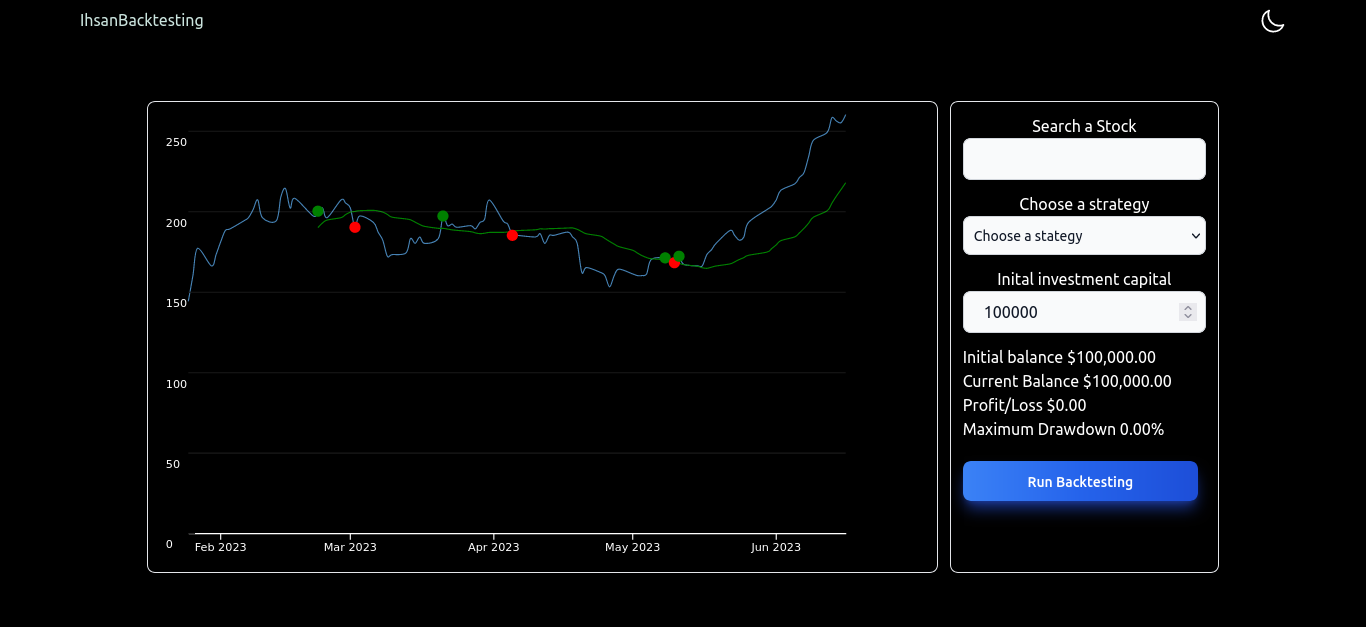 IhsanBacktesting
250
200
150
100
50
0
Feb 2023
Mar 2023
Apr 2023
May 2023
Jun 2023
Search a Stock
Choose a strategy
Choose a stategy
Inital investment capital
100000
Initial balance $100,000.00
Current Balance $100,000.00
Profit/Loss $0.00
Maximum Drawdown 0.00%
Run Backtesting